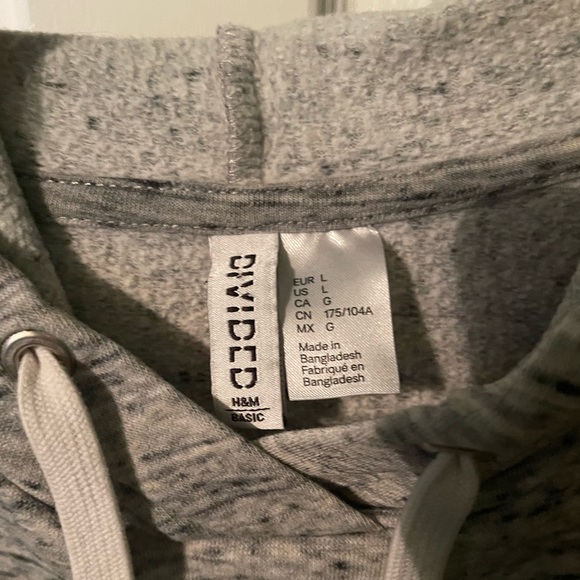 DIVIDED
H&M
BASIC
EUR L
US L
CA G
CN 175/104A
MX G
Made in
Bangladesh
Fabriqué en
Bangladesh